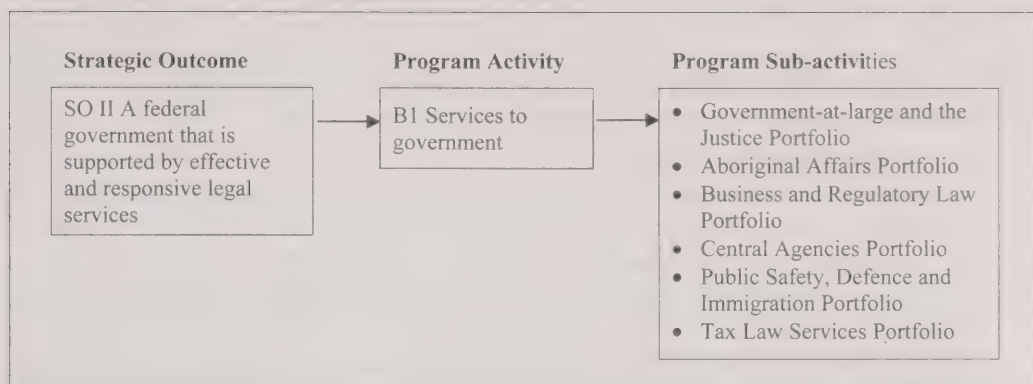 Strategic Outcome
SO II A federal
government that is
supported by effective
and responsive legal
services
Program Activity
B1 Services to
government
Program Sub-activities
• Government-at-large and the
Justice Portfolio
• Aboriginal Affairs Portfolio
• Business and Regulatory Law
Portfolio
• Central Agencies Portfolio
• Public Safety, Defence and
Immigration Portfolio
• Tax Law Services Portfolio